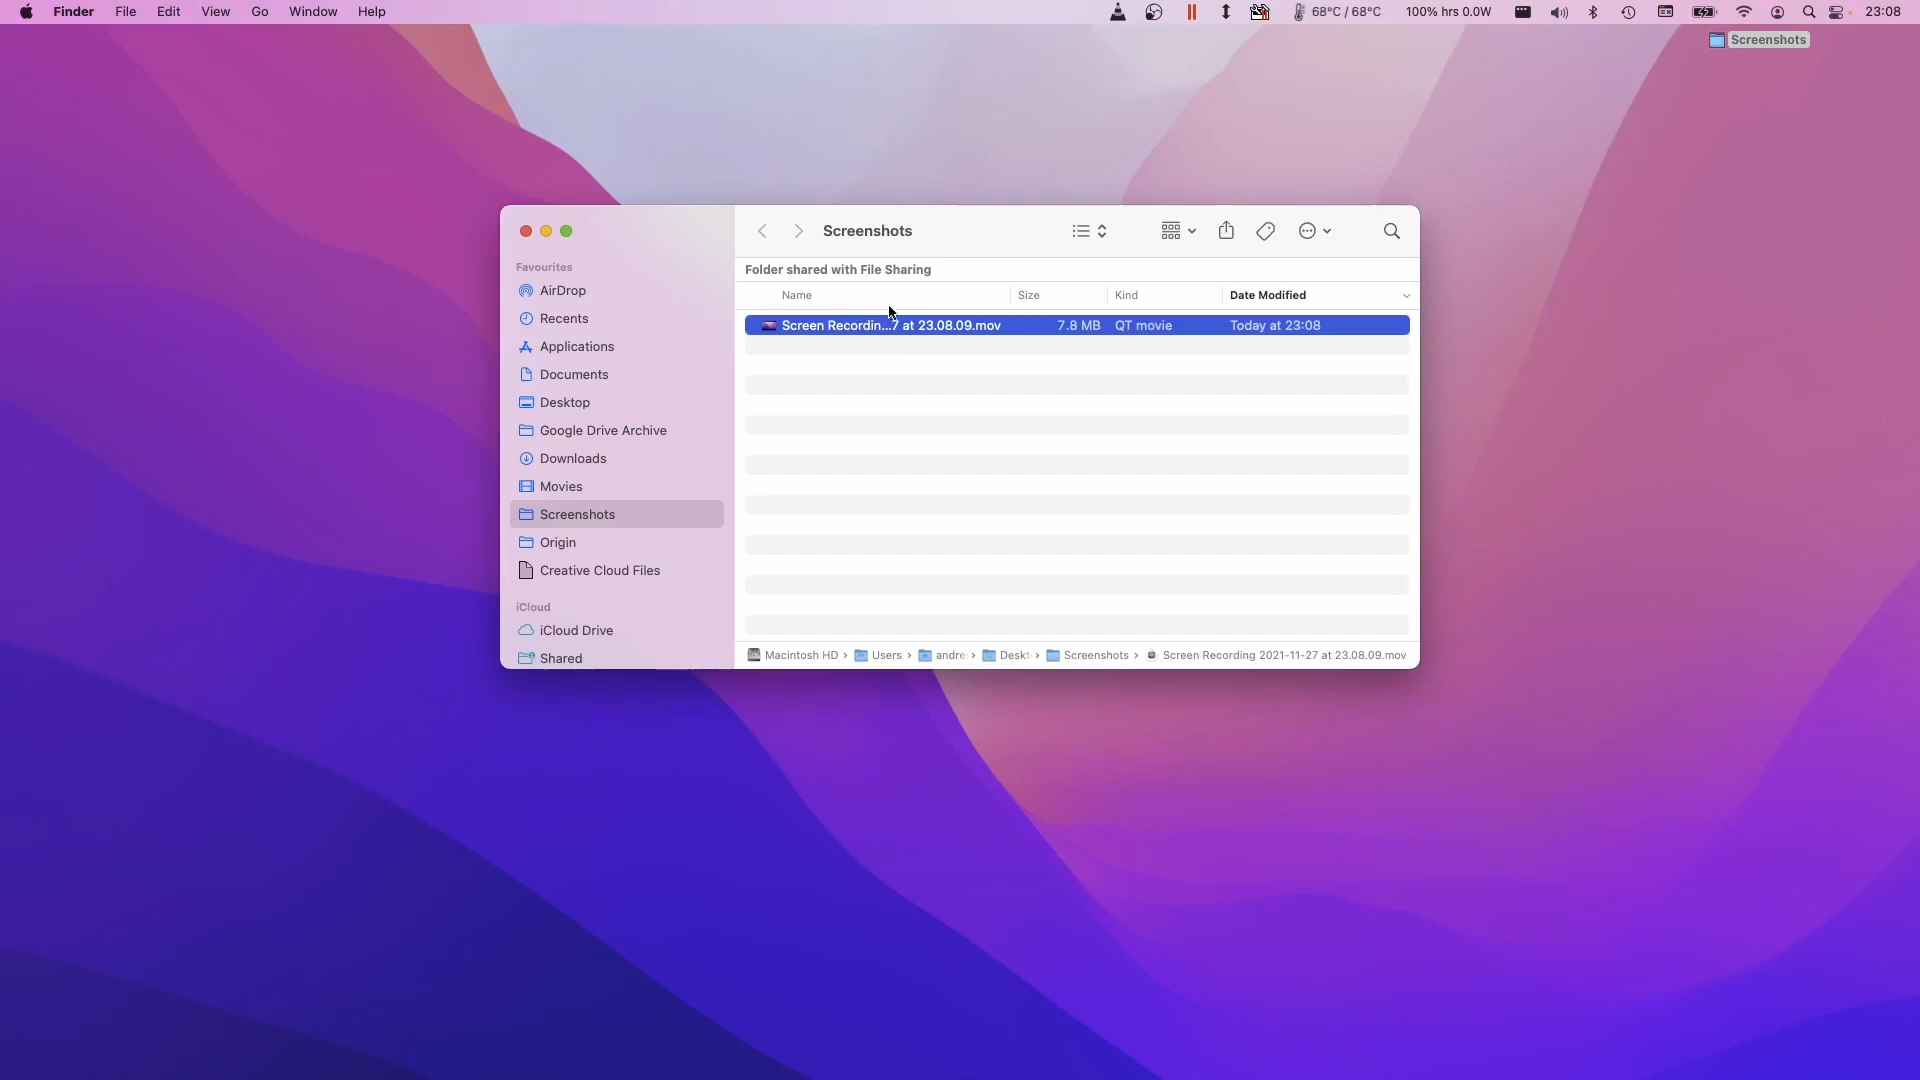 Finder File Edit View Go Window Help 68°C / 68°C 100% hrs 0.0W 23:08
Screenshots
Screenshots
Favourites
AirDrop
Recents
Applications
Documents
Desktop
Google Drive Archive
Downloads
Movies
Screenshots
Origin
Creative Cloud Files
iCloud
iCloud Drive
Shared
Folder shared with File Sharing
Name Size Kind Date Modified
Screen Recordin...7 at 23.08.09.mov 7.8 MB QT movie Today at 23:08
Macintosh HD › Users › andre › Deskt › Screenshots › Screen Recording 2021-11-27 at 23.08.09.mov